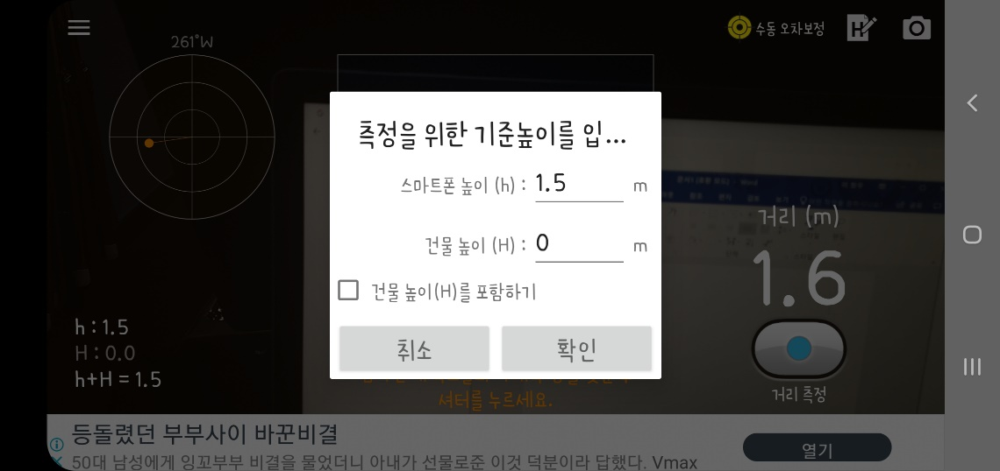 261°W
수동 오차보정
H
측정을 위한 기준높이를 입...
스마트폰 높이 (h) : 1.5 m
건물 높이 (H) : 0 m
건물 높이(H)를 포함하기
취소
확인
거리 (m)
1.6
거리 측정
h : 1.5
H : 0.0
h+H = 1.5
셔터를 누르세요.
등돌렸던 부부사이 바꾼비결
50대 남성에게 잉꼬부부 비결을 물었더니 아내가 선물로준 이것 덕분이라 답했다. Vmax
열기